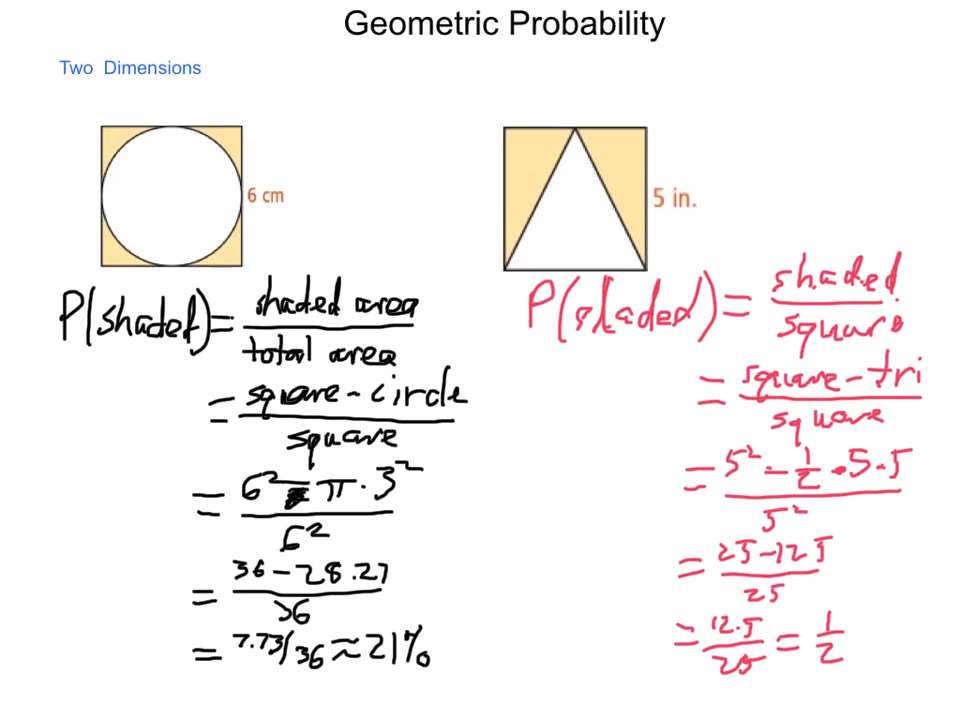 Geometric Probability
Two Dimensions
6 cm
P(shaded) = shaded area / total area
= square - circle / square
= 6² - π · 3² / 6²
= 36 - 28.27 / 36
= 7.73/36 ≈ 21%
5 in.
P(shaded) = shaded / square
= square - tri / square
= 5² - 1/2 · 5 · 5 / 5²
= 25 - 12.5 / 25
= 12.5 / 25 = 1/2